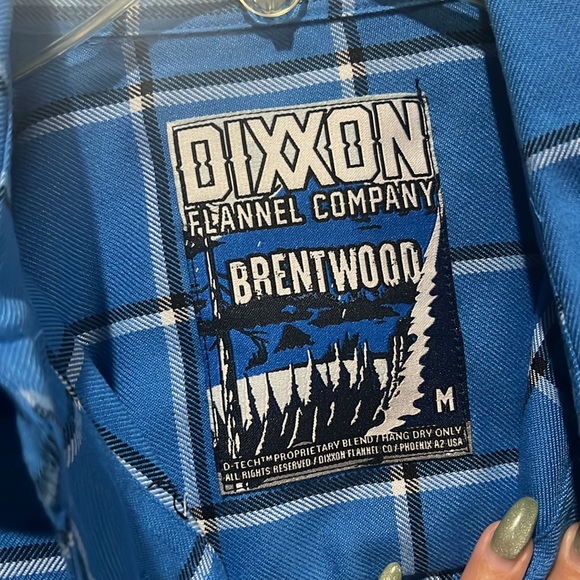 DIXXON
FLANNEL COMPANY
BRENTWOOD
M
D-TECH™ PROPRIETARY BLEND / HANG DRY ONLY
ALL RIGHTS RESERVED / DIXXON FLANNEL CO / PHOENIX AZ USA